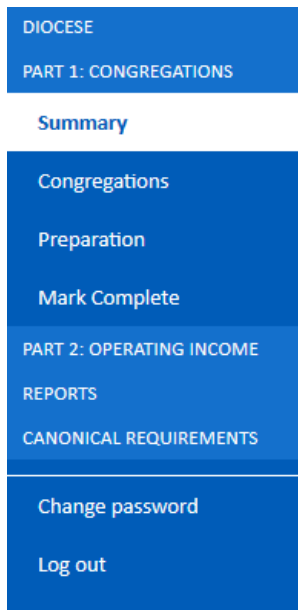 DIOCESE
PART 1: CONGREGATIONS
Summary
Congregations
Preparation
Mark Complete
PART 2: OPERATING INCOME
REPORTS
CANONICAL REQUIREMENTS
Change password
Log out